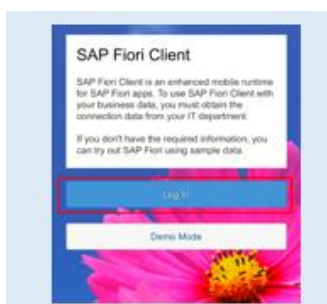 SAP Fiori Client
SAP Fiori Client is an enhanced mobile runtime
for SAP Fiori apps. To use SAP Fiori Client with
your business data, you must obtain the
connection data from your IT department.
If you don't have the required information, you
can try out SAP Fiori using sample data.
Log In
Demo Mode